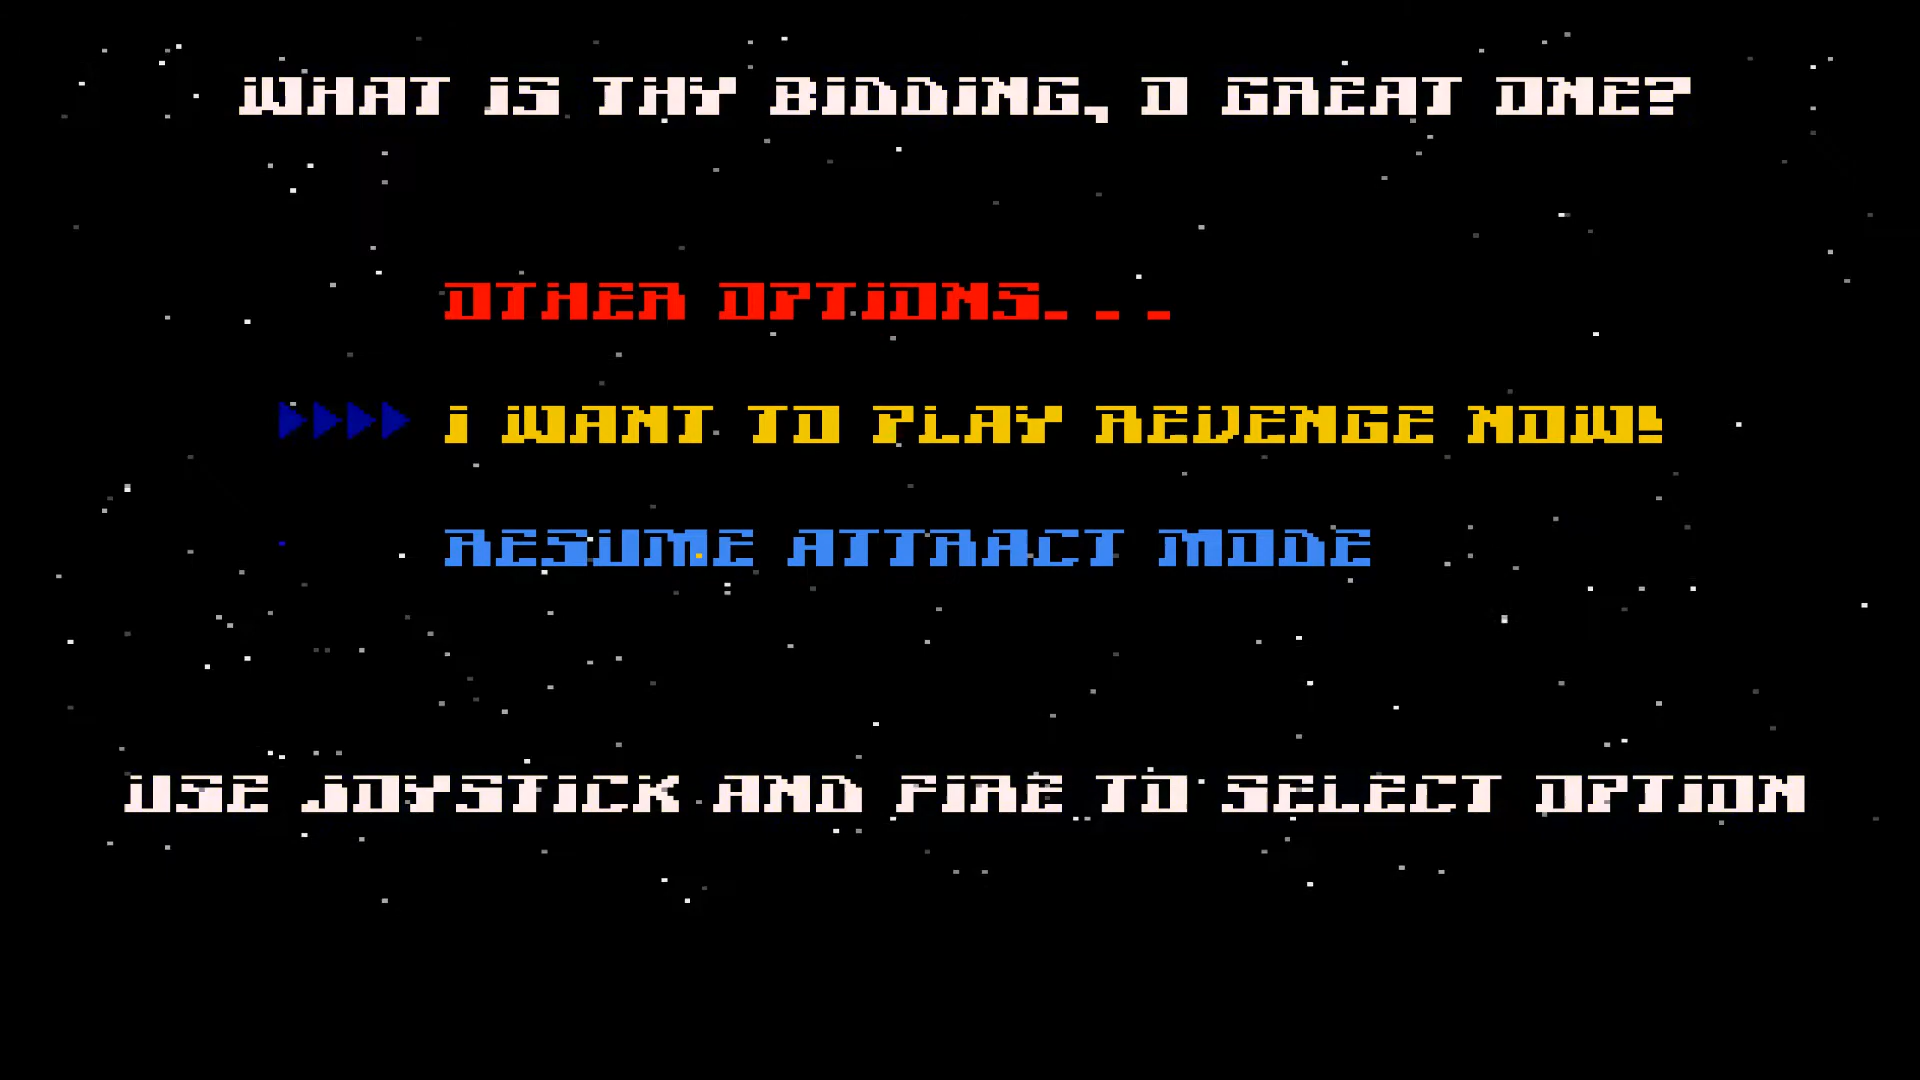 WHAT IS THY BIDDING, O GREAT ONE?
OTHER OPTIONS...
I WANT TO PLAY REVENGE NOW!
RESUME ATTRACT MODE
USE JOYSTICK AND FIRE TO SELECT OPTION